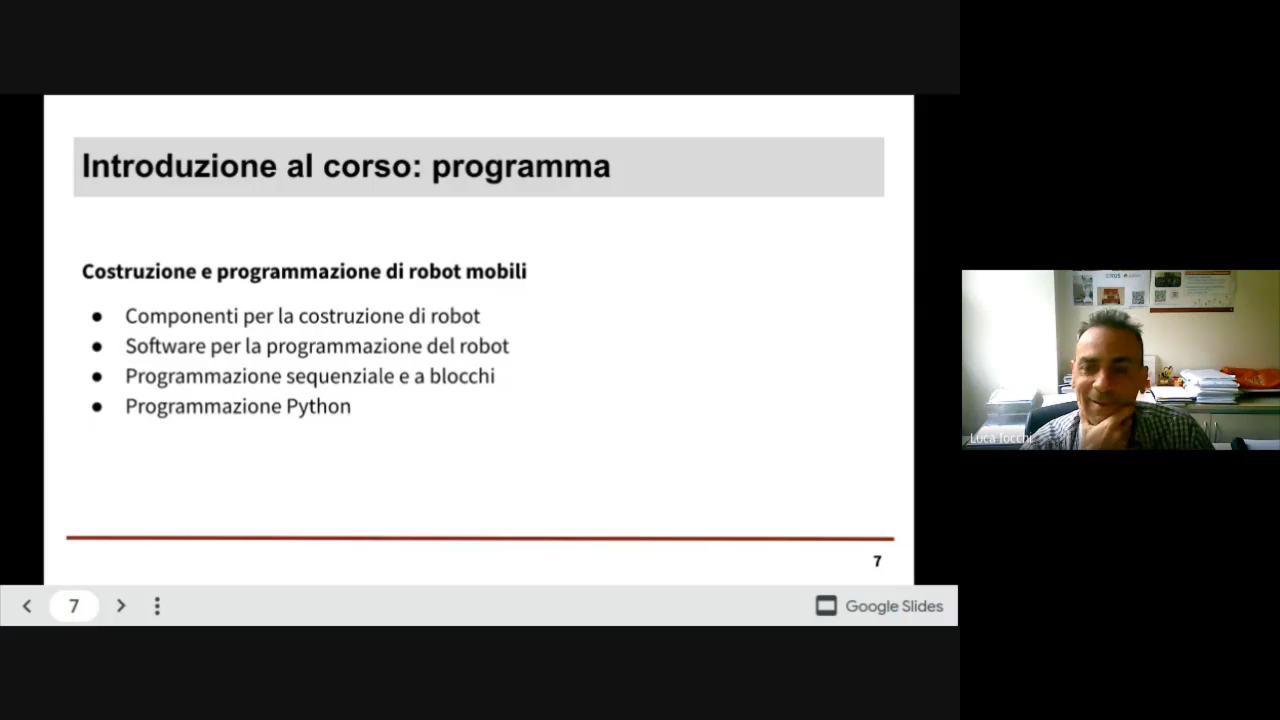 Introduzione al corso: programma
Costruzione e programmazione di robot mobili
● Componenti per la costruzione di robot
● Software per la programmazione del robot
● Programmazione sequenziale e a blocchi
● Programmazione Python
7
7
Google Slides
Luca Iocchi